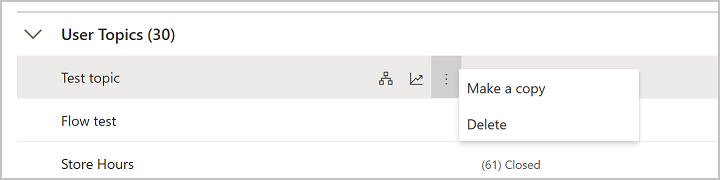 User Topics (30)
Test topic
Make a copy
Flow test
Delete
Store Hours
(61) Closed